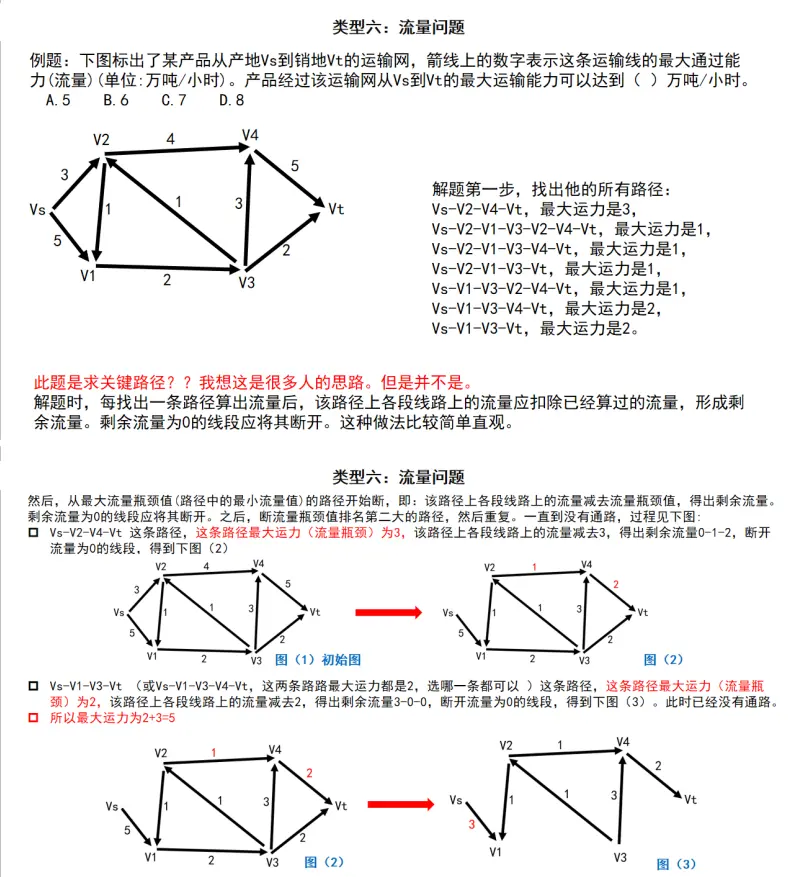 类型六：流量问题
例题：下图标出了某产品从产地Vs到销地Vt的运输网，箭线上的数字表示这条运输线的最大通过能
力(流量)(单位:万吨/小时)。产品经过该运输网从Vs到Vt的最大运输能力可以达到（ ）万吨/小时。
A.5 B.6 C.7 D.8
V2 4 V4
3 5
Vs 1 1 3 Vt
5 2
V1 2 V3
解题第一步，找出他的所有路径：
Vs-V2-V4-Vt，最大运力是3，
Vs-V2-V1-V3-V2-V4-Vt，最大运力是1，
Vs-V2-V1-V3-V4-Vt，最大运力是1，
Vs-V2-V1-V3-Vt，最大运力是1，
Vs-V1-V3-V2-V4-Vt，最大运力是1，
Vs-V1-V3-V4-Vt，最大运力是2，
Vs-V1-V3-Vt，最大运力是2。
此题是求关键路径？？我想这是很多人的思路。但是并不是。
解题时，每找出一条路径算出流量后，该路径上各段线路上的流量应扣除已经算过的流量，形成剩
余流量。剩余流量为0的线段应将其断开。这种做法比较简单直观。
类型六：流量问题
然后，从最大流量瓶颈值(路径中的最小流量值)的路径开始断，即：该路径上各段线路上的流量减去流量瓶颈值，得出剩余流量。
剩余流量为0的线段应将其断开。之后，断流量瓶颈值排名第二大的路径，然后重复。一直到没有通路，过程见下图:
Vs-V2-V4-Vt 这条路径，这条路径最大运力（流量瓶颈）为3，该路径上各段线路上的流量减去3，得出剩余流量0-1-2，断开
流量为0的线段，得到下图（2）
V2 4 V4
3 5
Vs 1 1 3 Vt
5 2
V1 2 V3 图（1）初始图
V2 1 V4
2
Vs 1 1 3 Vt
5 2
V1 2 V3 图（2）
Vs-V1-V3-Vt （或Vs-V1-V3-V4-Vt，这两条路路最大运力都是2，选哪一条都可以 ）这条路径，这条路径最大运力（流量瓶
颈）为2，该路径上各段线路上的流量减去2，得出剩余流量3-0-0，断开流量为0的线段，得到下图（3）。此时已经没有通路。
所以最大运力为2+3=5
V2 1 V4
2
Vs 1 1 3 Vt
5 2
V1 2 V3 图（2）
V2 1 V4
2
Vs 1 1 3 Vt
3
V1 V3 图（3）